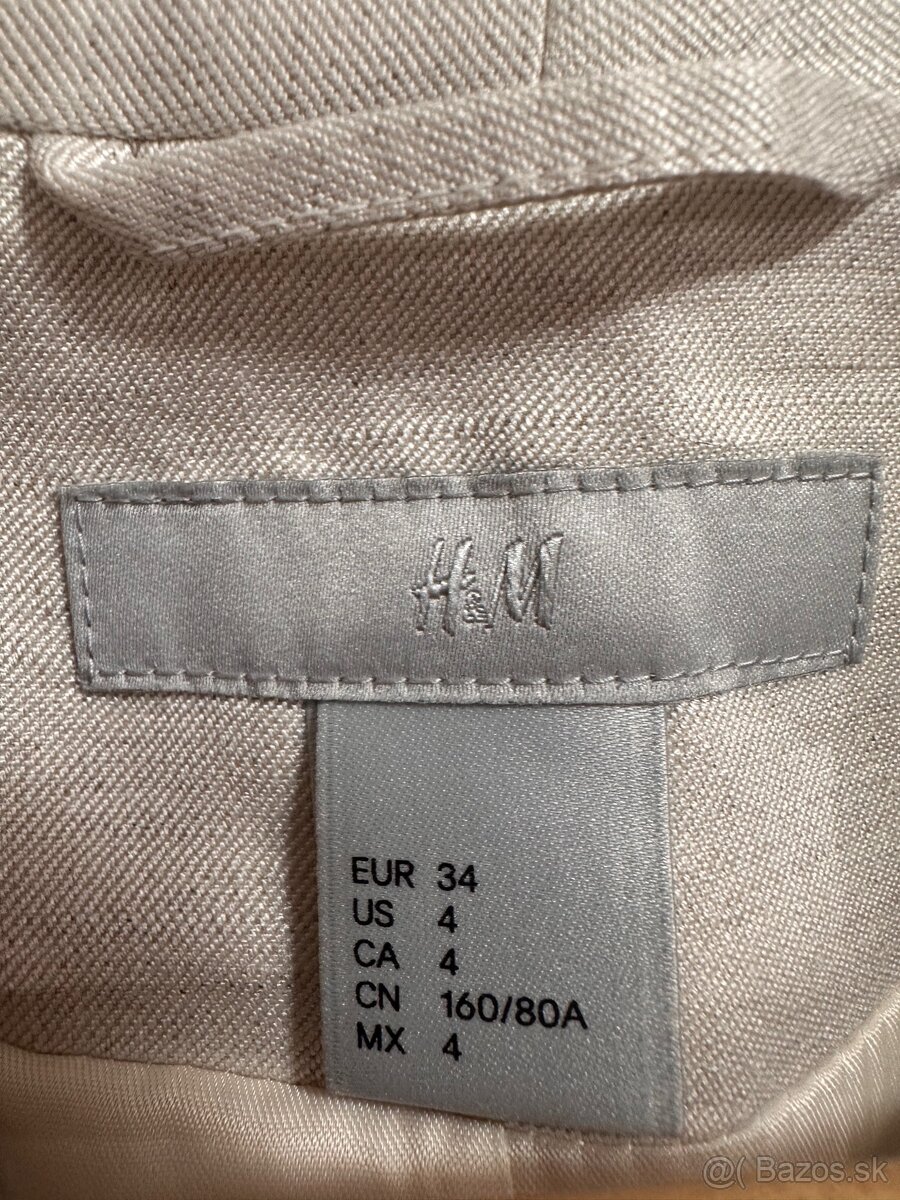 H&M
EUR 34
US 4
CA 4
CN 160/80A
MX 4
@( Bazos.sk